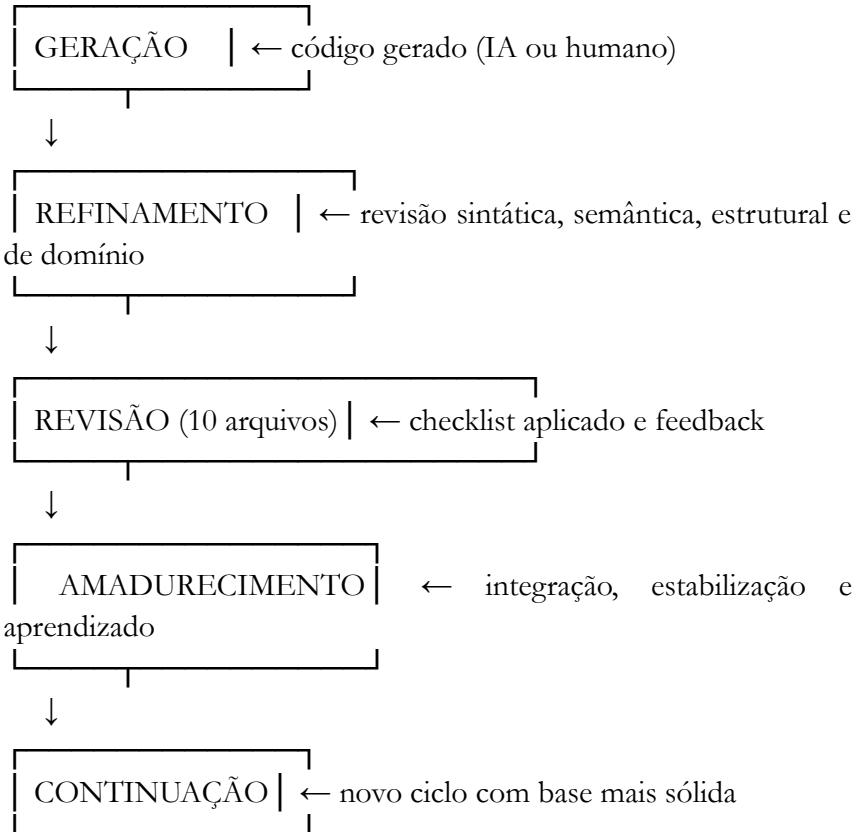 GERAÇÃO ← código gerado (IA ou humano)
↓
REFINAMENTO ← revisão sintática, semântica, estrutural e
de domínio
↓
REVISÃO (10 arquivos) ← checklist aplicado e feedback
↓
AMADURECIMENTO ← integração, estabilização e
aprendizado
↓
CONTINUAÇÃO ← novo ciclo com base mais sólida